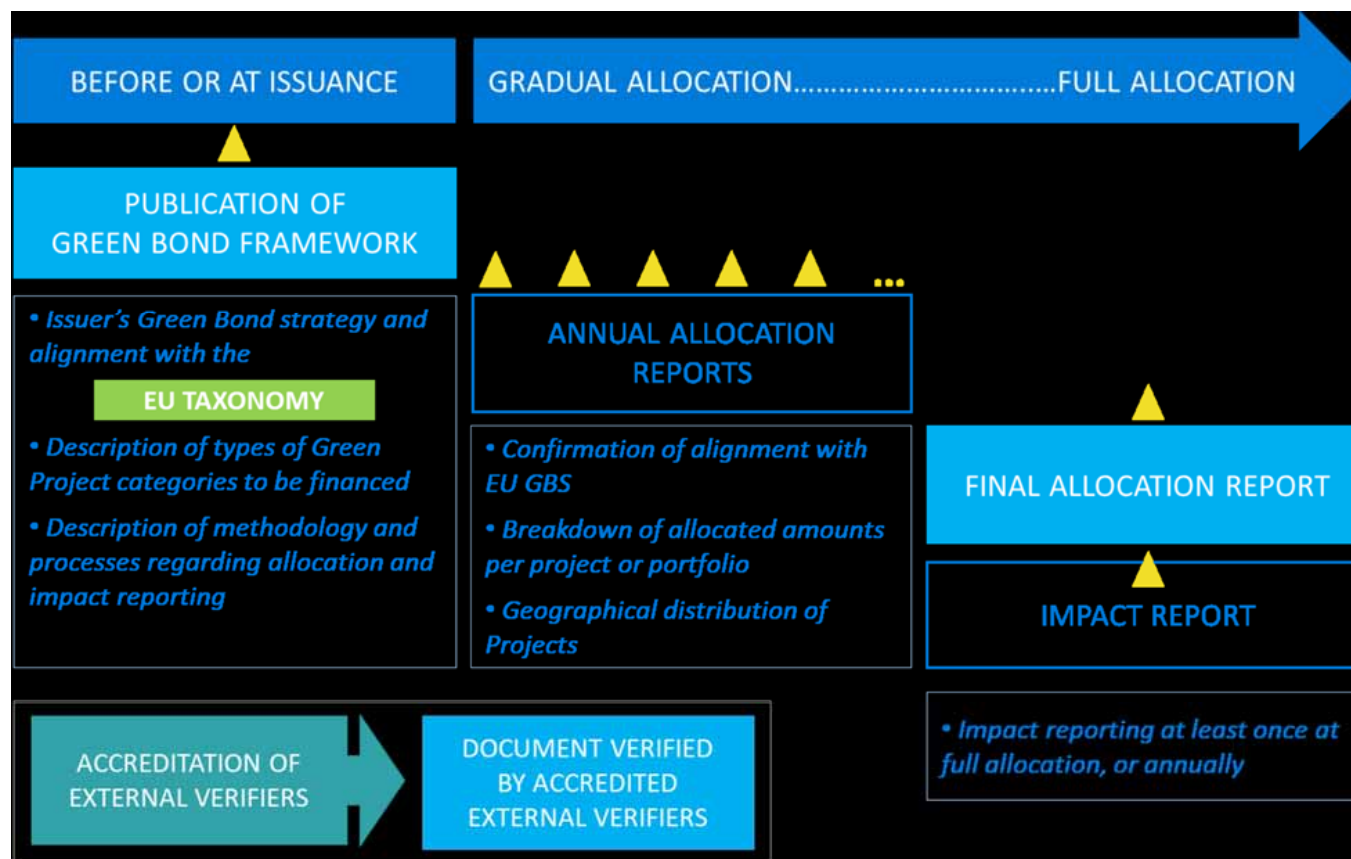 BEFORE OR AT ISSUANCE
GRADUAL ALLOCATION……………………………..…FULL ALLOCATION
PUBLICATION OF
GREEN BOND FRAMEWORK
• Issuer's Green Bond strategy and
alignment with the
EU TAXONOMY
• Description of types of Green
Project categories to be financed
• Description of methodology and
processes regarding allocation and
impact reporting
...
ANNUAL ALLOCATION
REPORTS
• Confirmation of alignment with
EU GBS
• Breakdown of allocated amounts
per project or portfolio
• Geographical distribution of
Projects
FINAL ALLOCATION REPORT
IMPACT REPORT
• Impact reporting at least once at
full allocation, or annually
ACCREDITATION OF
EXTERNAL VERIFIERS
DOCUMENT VERIFIED
BY ACCREDITED
EXTERNAL VERIFIERS